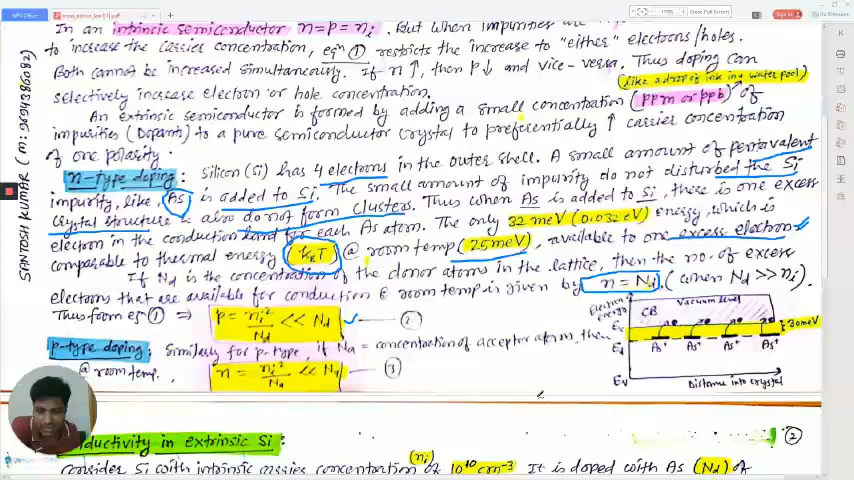 In an intrinsic semiconductor n=p=ni. But when impurities are
to increase the carrier concentration, eqn ① restricts the increase to "either" electrons/holes.
Both cannot be increased simultaneously. If n↑, then p↓ and vice-versa. Thus doping can
selectively increase electron or hole concentration.
(like a drop of ink in a water pool)
An extrinsic semiconductor is formed by adding a small concentration (ppm or ppb) of
impurities (Dopants) to a pure semiconductor crystal to preferentially ↑ carrier concentration
of one polarity.
n-type doping: Silicon (Si) has 4 electrons in the outer shell. A small amount of pentavalent
impurity, like, As is added to Si. The small amount of impurity do not disturbed the Si
crystal structure & also do not form clusters. Thus when As is added to Si, there is one excess
electron in the conduction band for each As atom. The only 32 meV (0.032 eV) energy, which is
comparable to thermal energy kBT @ room temp (25 meV), available to one excess electron.
If Nd is the concentration of the donor atoms in the lattice, then the no. of excess
electrons that are available for conduction @ room temp is given by n = Nd. (when Nd >> ni).
Thus form eqn ① ⇒ p = ni²/Nd << Nd — ②
p-type doping: Similarly for p-type, if Na = concentration of acceptor atoms, then
@ room temp. n = ni²/Na << Na — ③
Electron energy
Vacuum level
CB
Ec
30meV
Ed
As+ As+ As+ As+
Ev
Distance into crystal
②
conductivity in extrinsic Si:
consider Si with intrinsic carrier concentration (ni) of 10¹⁰ cm⁻³ It is doped with As (Nd) of
SANTOSH KUMAR